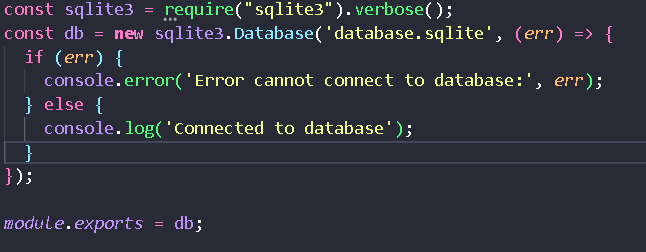 const sqlite3 = require("sqlite3").verbose();
const db = new sqlite3.Database('database.sqlite', (err) => {
  if (err) {
    console.error('Error cannot connect to database:', err);
  } else {
    console.log('Connected to database');
  }
});

module.exports = db;